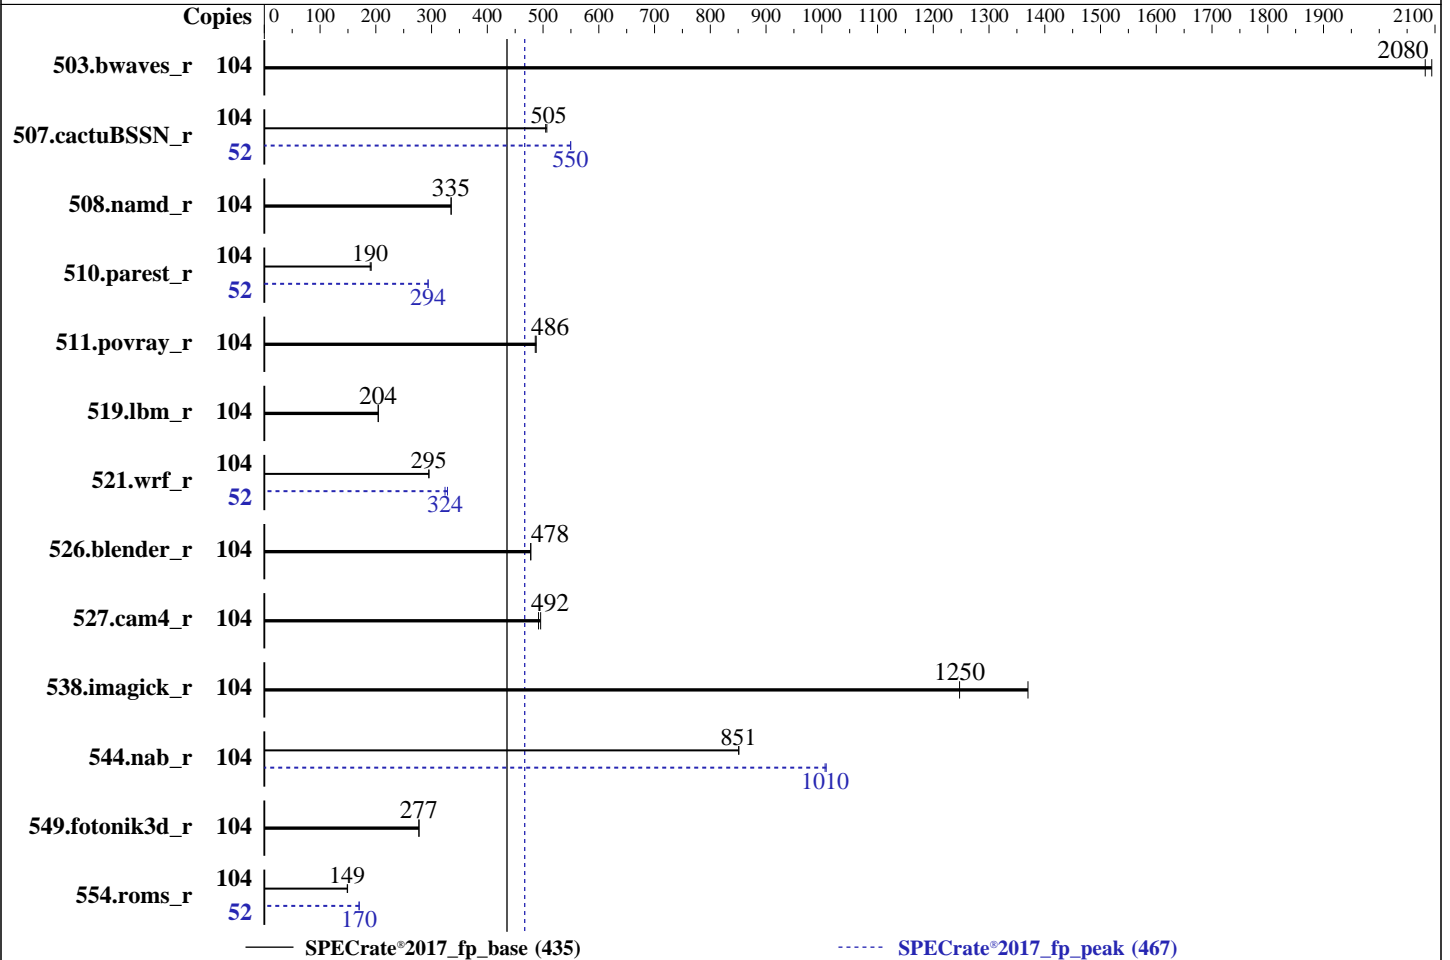 Copies 0 100 200 300 400 500 600 700 800 900 1000 1100 1200 1300 1400 1500 1600 1700 1800 1900 2100
503.bwaves_r 104 2080
507.cactuBSSN_r 104 505
52 550
508.namd_r 104 335
510.parest_r 104 190
52 294
511.povray_r 104 486
519.lbm_r 104 204
521.wrf_r 104 295
52 324
526.blender_r 104 478
527.cam4_r 104 492
538.imagick_r 104 1250
544.nab_r 104 851
1010
549.fotonik3d_r 104 277
554.roms_r 104 149
52 170
SPECrate®2017_fp_base (435) SPECrate®2017_fp_peak (467)